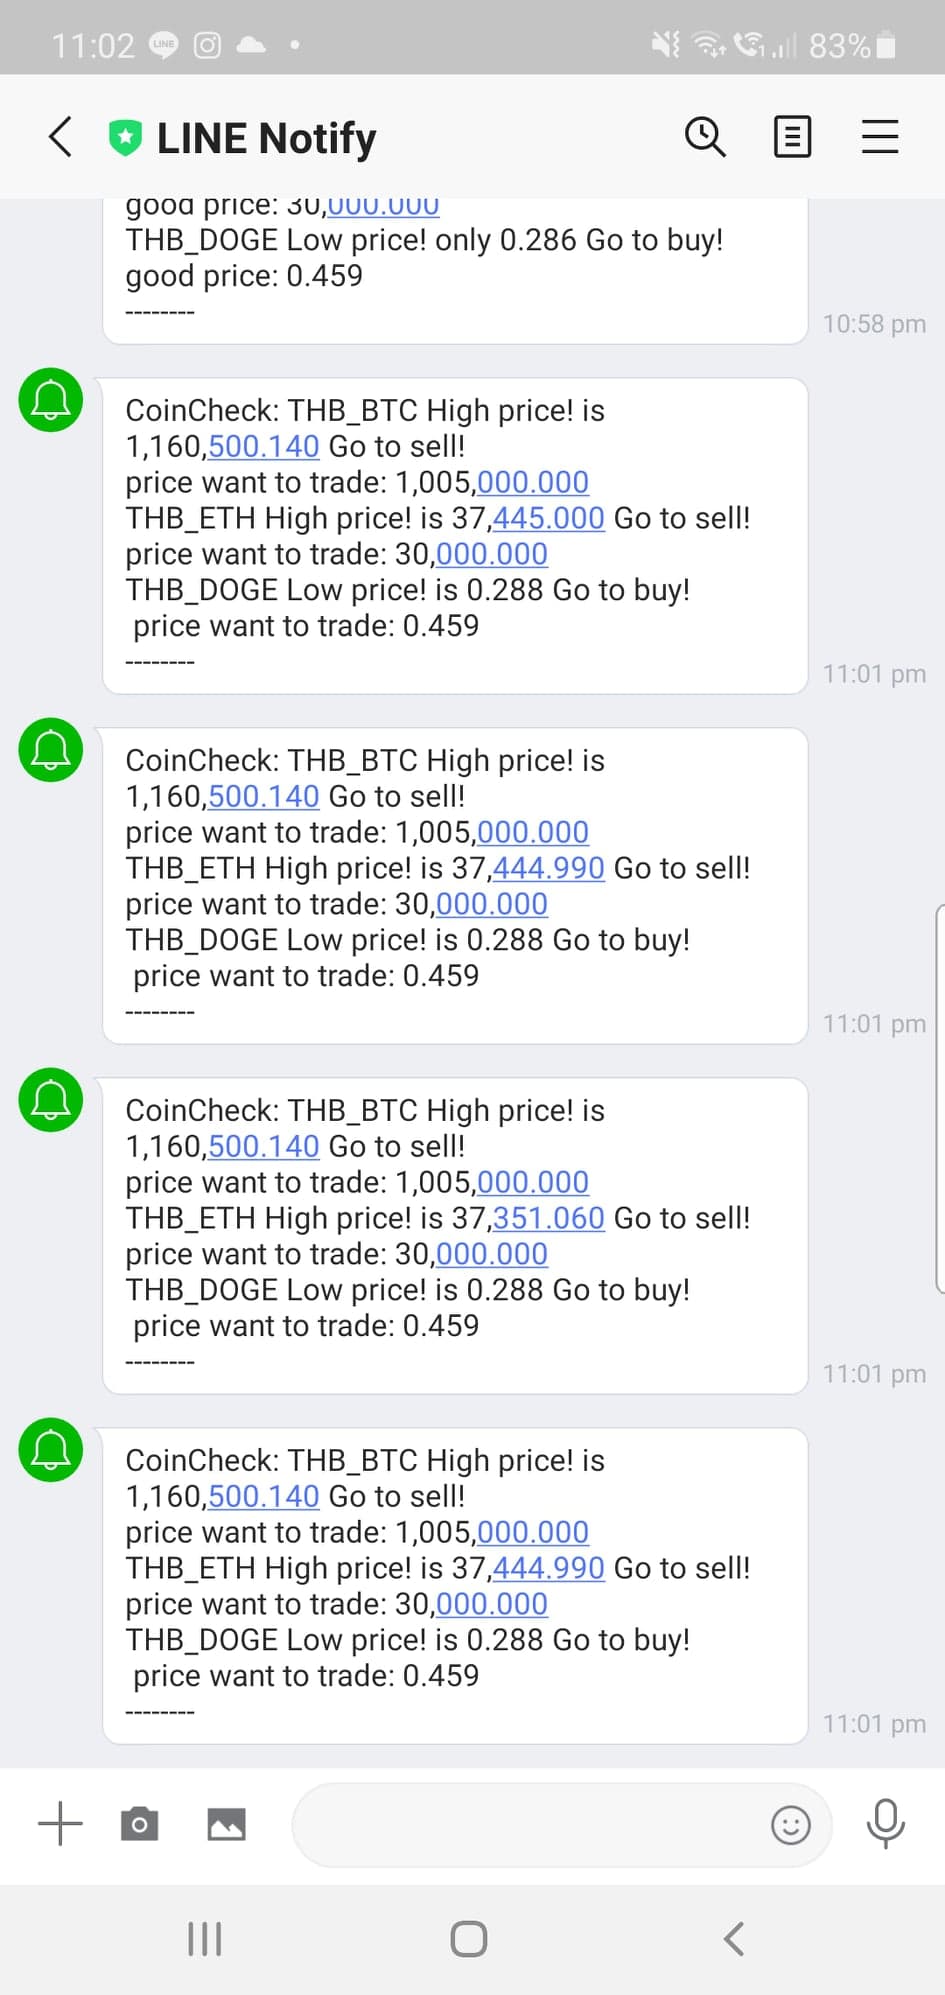 11:02 LINE 83%
LINE Notify
good price: 30,000.000
THB_DOGE Low price! only 0.286 Go to buy!
good price: 0.459
--------
10:58 pm
CoinCheck: THB_BTC High price! is
1,160,500.140 Go to sell!
price want to trade: 1,005,000.000
THB_ETH High price! is 37,445.000 Go to sell!
price want to trade: 30,000.000
THB_DOGE Low price! is 0.288 Go to buy!
price want to trade: 0.459
--------
11:01 pm
CoinCheck: THB_BTC High price! is
1,160,500.140 Go to sell!
price want to trade: 1,005,000.000
THB_ETH High price! is 37,444.990 Go to sell!
price want to trade: 30,000.000
THB_DOGE Low price! is 0.288 Go to buy!
price want to trade: 0.459
--------
11:01 pm
CoinCheck: THB_BTC High price! is
1,160,500.140 Go to sell!
price want to trade: 1,005,000.000
THB_ETH High price! is 37,351.060 Go to sell!
price want to trade: 30,000.000
THB_DOGE Low price! is 0.288 Go to buy!
price want to trade: 0.459
--------
11:01 pm
CoinCheck: THB_BTC High price! is
1,160,500.140 Go to sell!
price want to trade: 1,005,000.000
THB_ETH High price! is 37,444.990 Go to sell!
price want to trade: 30,000.000
THB_DOGE Low price! is 0.288 Go to buy!
price want to trade: 0.459
--------
11:01 pm